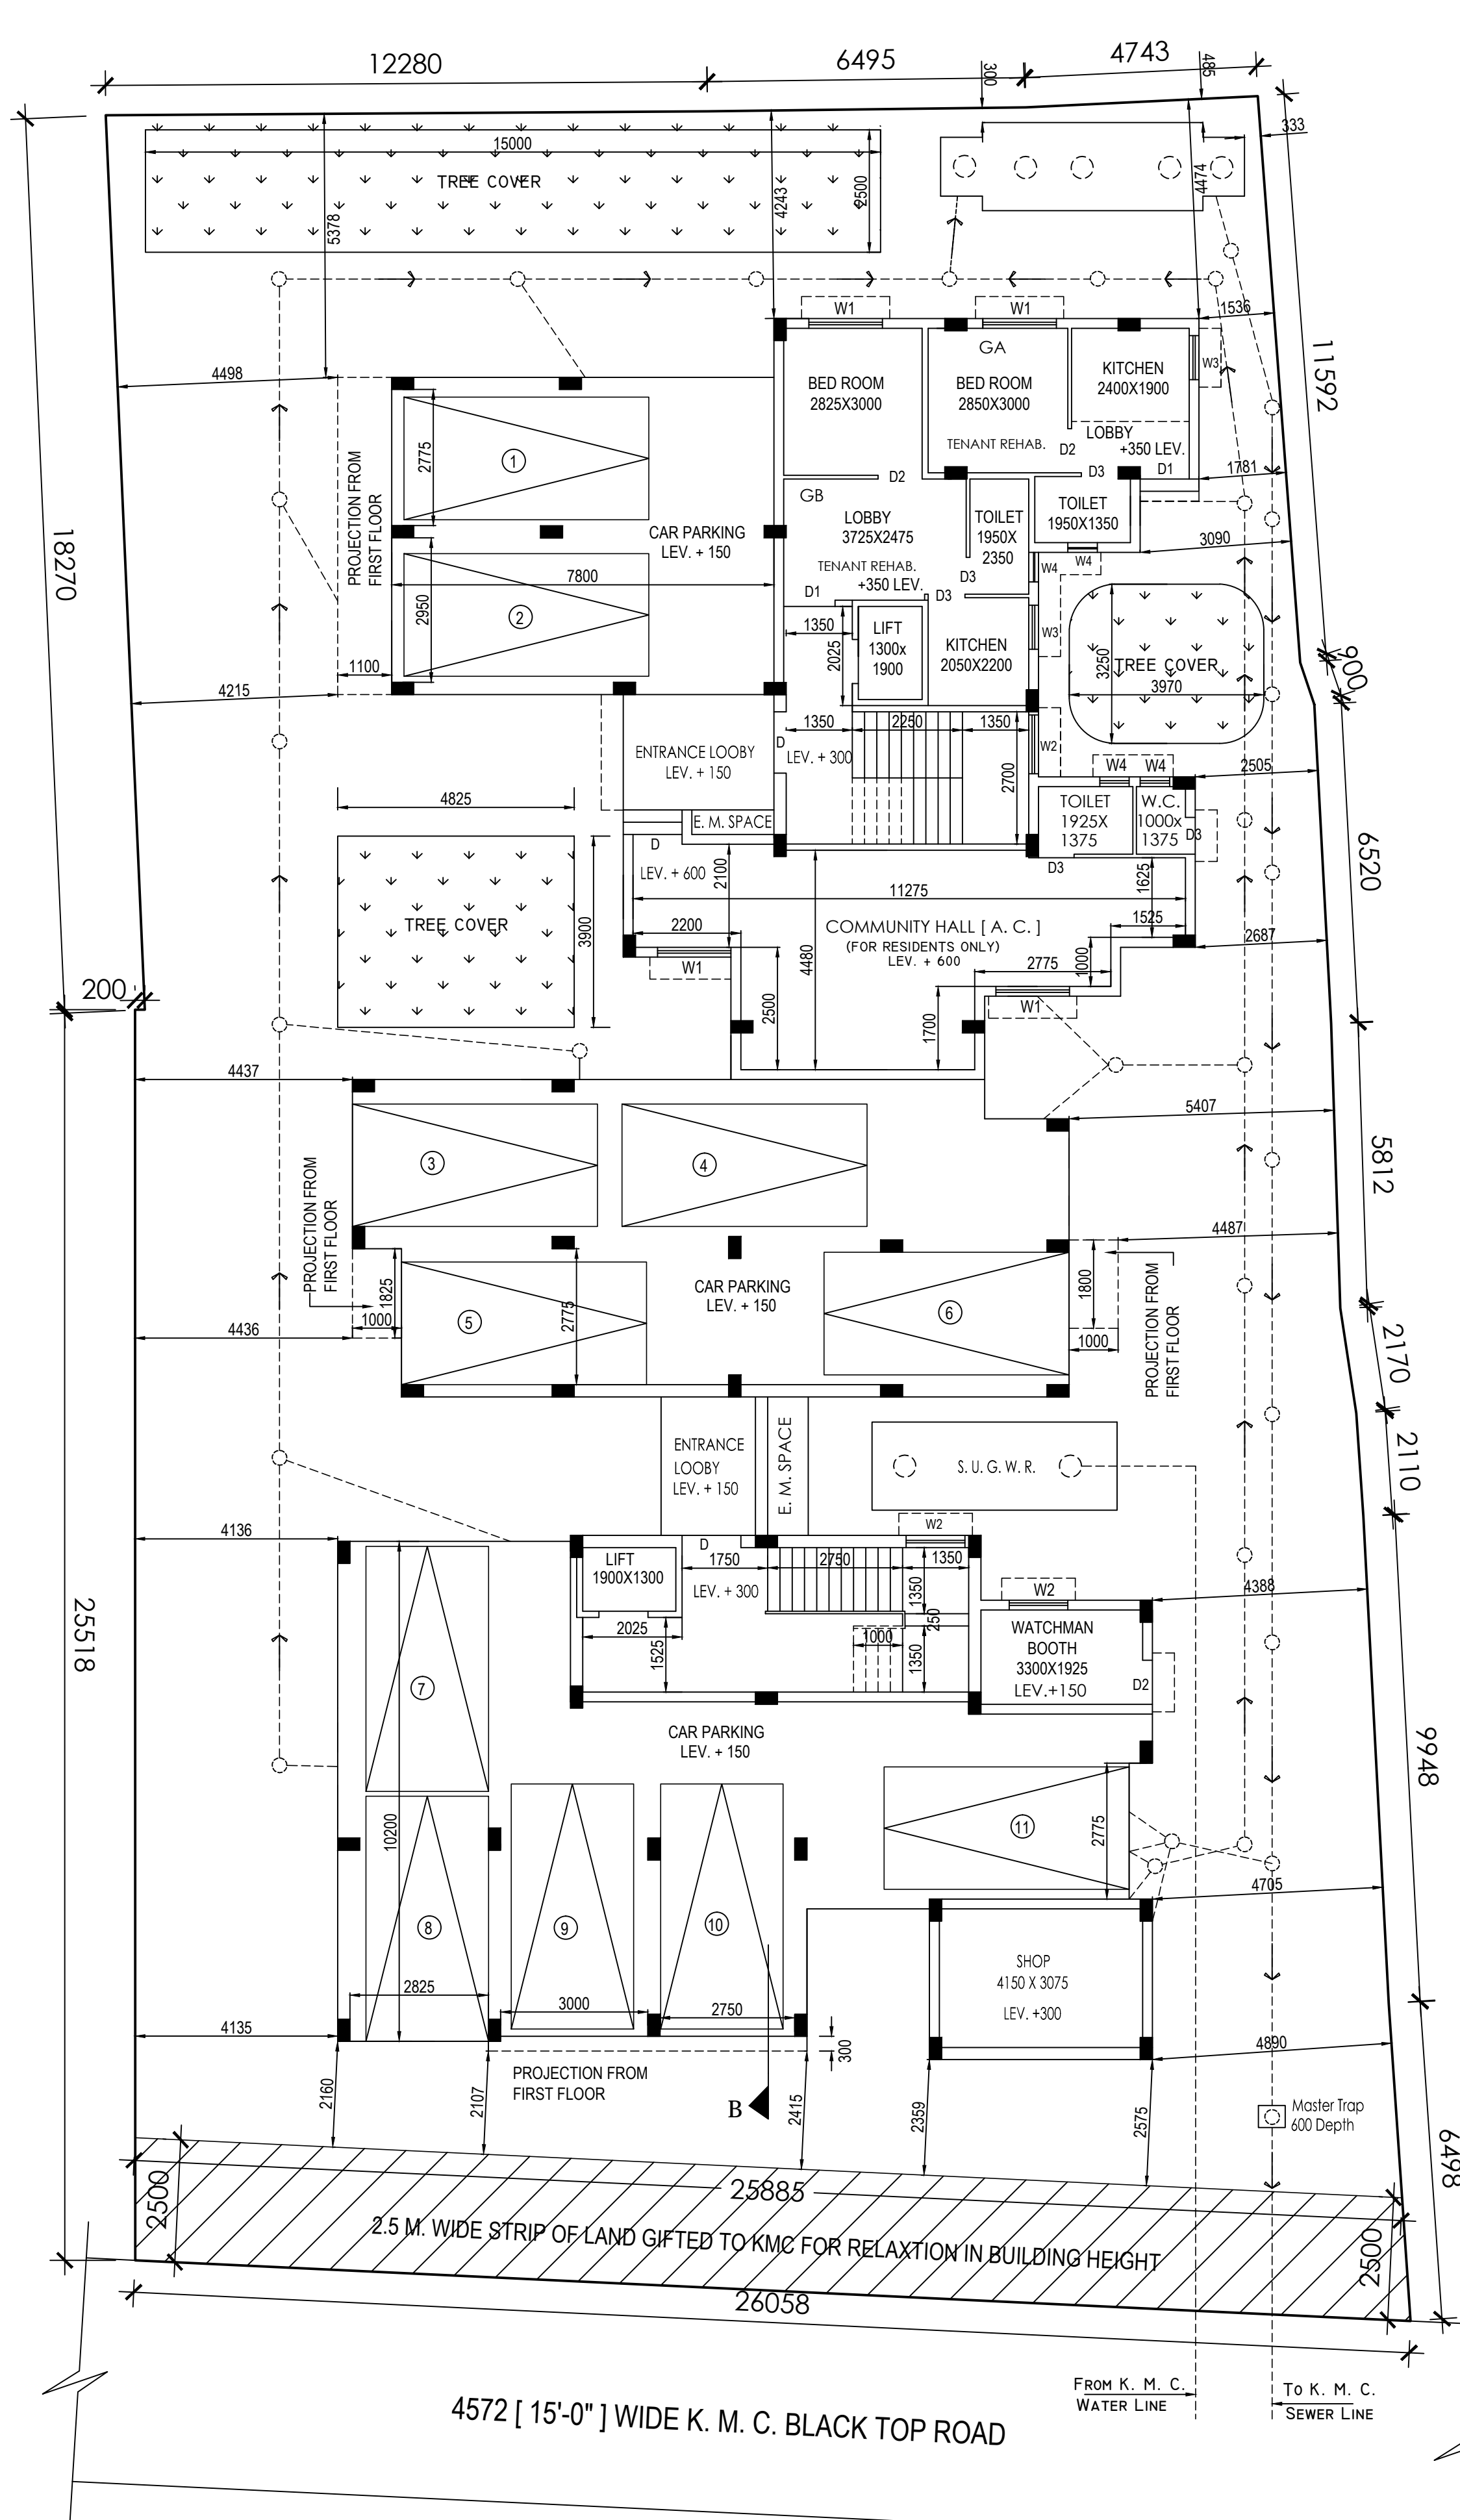 12280
6495
4743
300
485
333
15000
TREE COVER
2500
5378
4243
4474
1536
W1
W1
GA
KITCHEN
2400X1900
W3
11592
4498
BED ROOM
2825X3000
BED ROOM
2850X3000
TENANT REHAB.
LOBBY
+350 LEV.
D2
D3
D1
1781
2775
1
PROJECTION FROM
FIRST FLOOR
D2
GB
LOBBY
3725X2475
TOILET
1950X
2350
TOILET
1950X1350
CAR PARKING
LEV. + 150
3090
18270
TENANT REHAB.
+350 LEV.
D3
W4
W4
7800
2950
2
D1
D3
1350
2025
LIFT
1300x
1900
KITCHEN
2050X2200
W3
3250
TREE COVER
3970
900
1100
4215
1350
2250
1350
D
ENTRANCE LOOBY
LEV. + 150
LEV. + 300
2700
W2
W4
W4
2505
4825
E. M. SPACE
TOILET
1925X
1375
W.C.
1000x
1375
D3
D
LEV. + 600
2100
D3
1625
6520
11275
TREE COVER
3900
2200
COMMUNITY HALL [ A. C. ]
(FOR RESIDENTS ONLY)
LEV. + 600
4480
1525
1000
2687
2775
W1
W1
200
2500
1700
4437
5407
3
4
5812
PROJECTION FROM
FIRST FLOOR
4487
1825
1000
4436
5
2775
CAR PARKING
LEV. + 150
6
1800
1000
PROJECTION FROM
FIRST FLOOR
2170
ENTRANCE
LOOBY
LEV. + 150
E. M. SPACE
S. U. G. W. R.
2110
W2
4136
LIFT
1900X1300
D
1750
2750
1350
LEV. + 300
1350
250
2025
1525
1000
1350
W2
4388
WATCHMAN
BOOTH
3300X1925
LEV.+150
D2
25518
7
CAR PARKING
LEV. + 150
9948
10200
11
2775
4705
8
9
10
SHOP
4150 X 3075
LEV. +300
2825
3000
2750
4135
300
4890
PROJECTION FROM
FIRST FLOOR
2160
2107
B
2415
2359
2575
Master Trap
600 Depth
6498
2500
25885
2.5 M. WIDE STRIP OF LAND GIFTED TO KMC FOR RELAXTION IN BUILDING HEIGHT
2500
26058
FROM K. M. C.
WATER LINE
TO K. M. C.
SEWER LINE
4572 [ 15'-0" ] WIDE K. M. C. BLACK TOP ROAD